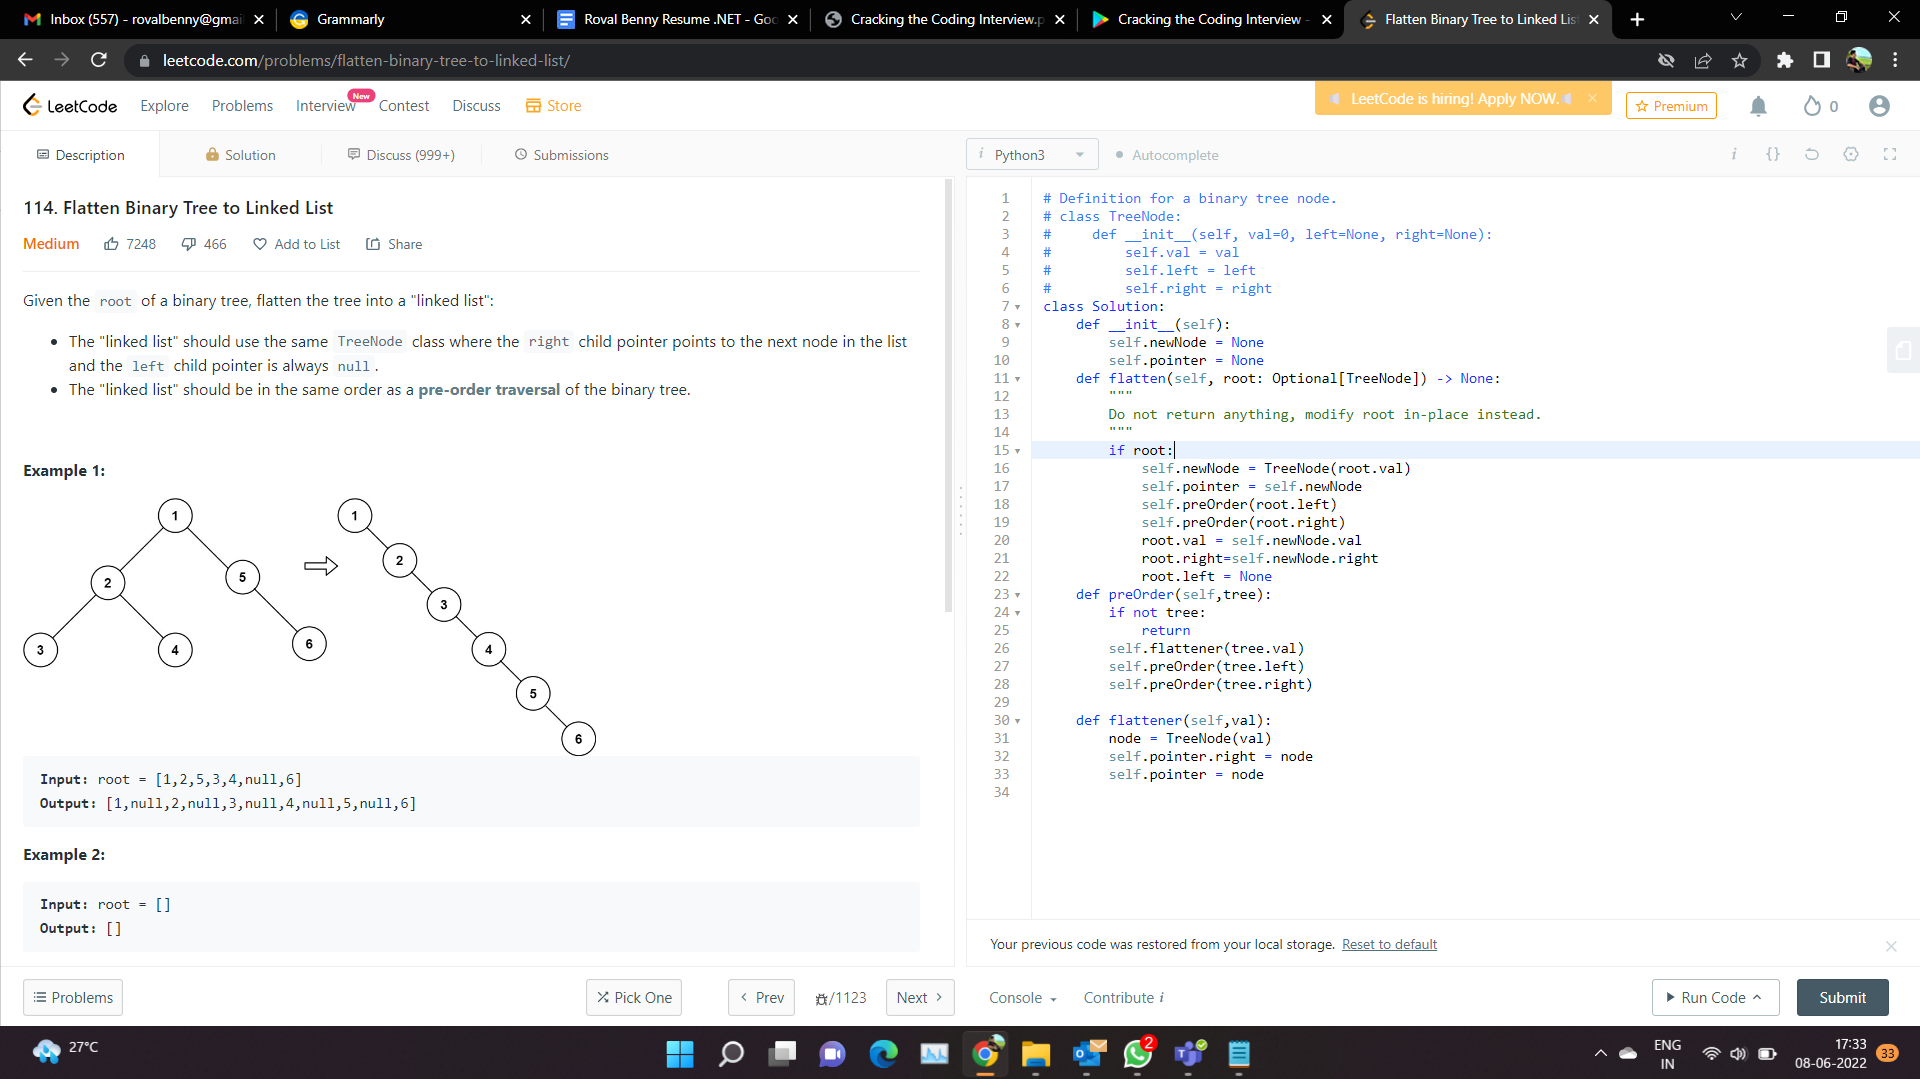 Inbox (557) - rovalbenny@gmai
Grammarly
Roval Benny Resume .NET - Goo
Cracking the Coding Interview.p
Cracking the Coding Interview -
Flatten Binary Tree to Linked Lis
leetcode.com/problems/flatten-binary-tree-to-linked-list/
LeetCode
Explore
Problems
Interview
New
Contest
Discuss
Store
LeetCode is hiring! Apply NOW.
Premium
0
Description
Solution
Discuss (999+)
Submissions
i Python3
Autocomplete
i
{}
114. Flatten Binary Tree to Linked List
Medium
7248
466
Add to List
Share
Given the root of a binary tree, flatten the tree into a "linked list":
• The "linked list" should use the same TreeNode class where the right child pointer points to the next node in the list
and the left child pointer is always null.
• The "linked list" should be in the same order as a pre-order traversal of the binary tree.
Example 1:
1
1
2
5
2
3
4
6
3
4
5
6
Input: root = [1,2,5,3,4,null,6]
Output: [1,null,2,null,3,null,4,null,5,null,6]
Example 2:
Input: root = []
Output: []
1 # Definition for a binary tree node.
2 # class TreeNode:
3 #     def __init__(self, val=0, left=None, right=None):
4 #         self.val = val
5 #         self.left = left
6 #         self.right = right
7 class Solution:
8     def __init__(self):
9         self.newNode = None
10         self.pointer = None
11     def flatten(self, root: Optional[TreeNode]) -> None:
12         """
13         Do not return anything, modify root in-place instead.
14         """
15         if root:
16             self.newNode = TreeNode(root.val)
17             self.pointer = self.newNode
18             self.preOrder(root.left)
19             self.preOrder(root.right)
20             root.val = self.newNode.val
21             root.right=self.newNode.right
22             root.left = None
23     def preOrder(self,tree):
24         if not tree:
25             return
26         self.flattener(tree.val)
27         self.preOrder(tree.left)
28         self.preOrder(tree.right)
29
30     def flattener(self,val):
31         node = TreeNode(val)
32         self.pointer.right = node
33         self.pointer = node
34
Your previous code was restored from your local storage. Reset to default
Problems
Pick One
Prev
/1123
Next
Console
Contribute i
Run Code
Submit
27°C
2
ENG
IN
17:33
08-06-2022
33